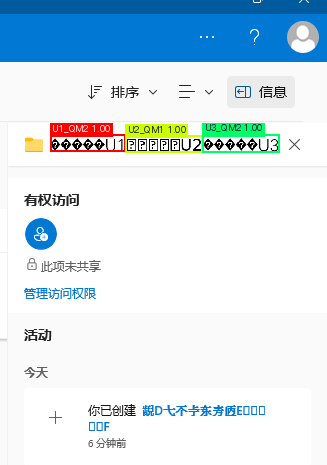 排序
信息
U1_QM2 1.00 U2_QM1 1.00 U3_QM2 1.00
�����U1 U2 �����U3
有权访问
此项未共享
管理访问权限
活动
今天
你已创建
6 分钟前